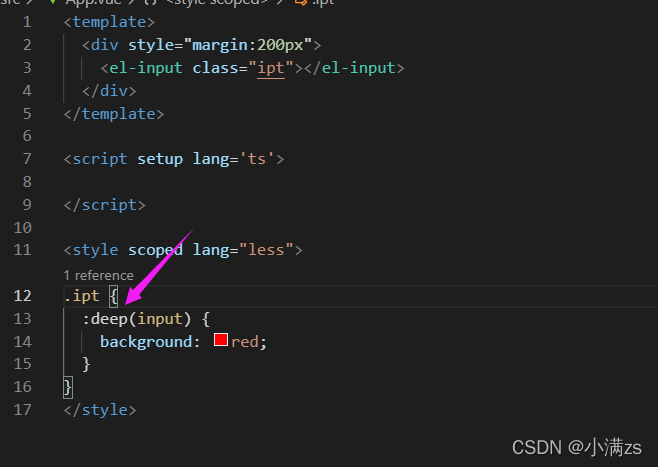 src > App.vue > {} <style scoped> > .ipt
1 <template>
2 <div style="margin:200px">
3 <el-input class="ipt"></el-input>
4 </div>
5 </template>
6
7 <script setup lang='ts'>
8
9 </script>
10
11 <style scoped lang="less">
1 reference
12 .ipt {
13 :deep(input) {
14 background: red;
15 }
16 }
17 </style>
CSDN @小满zs